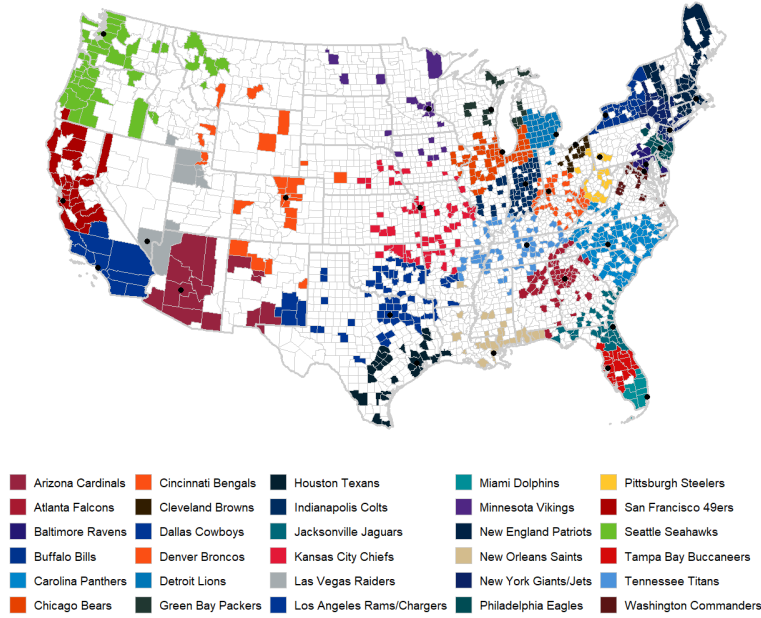 Arizona Cardinals Cincinnati Bengals Houston Texans Miami Dolphins Pittsburgh Steelers
Atlanta Falcons Cleveland Browns Indianapolis Colts Minnesota Vikings San Francisco 49ers
Baltimore Ravens Dallas Cowboys Jacksonville Jaguars New England Patriots Seattle Seahawks
Buffalo Bills Denver Broncos Kansas City Chiefs New Orleans Saints Tampa Bay Buccaneers
Carolina Panthers Detroit Lions Las Vegas Raiders New York Giants/Jets Tennessee Titans
Chicago Bears Green Bay Packers Los Angeles Rams/Chargers Philadelphia Eagles Washington Commanders